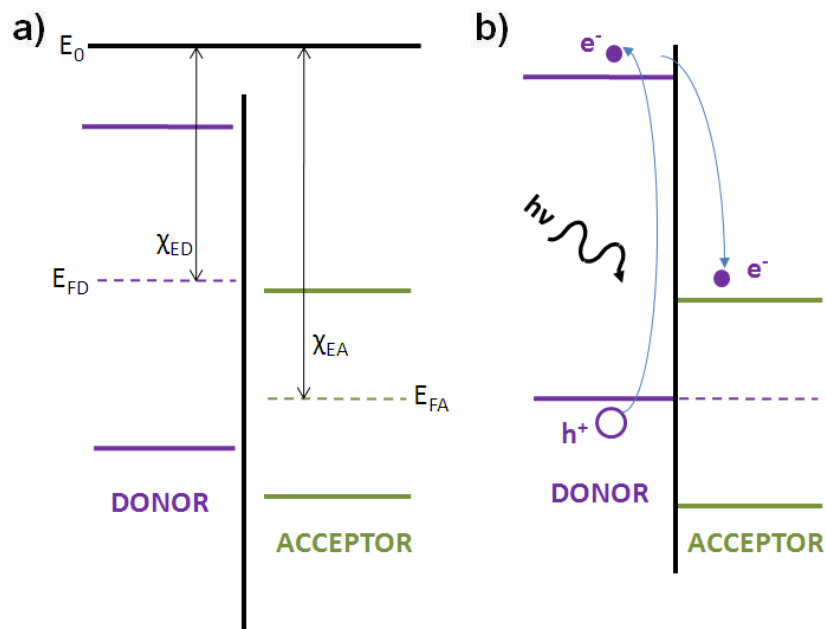 a)
E₀
χED
EFD
χEA
EFA
DONOR
ACCEPTOR
b)
e⁻
hν
e⁻
h⁺
DONOR
ACCEPTOR